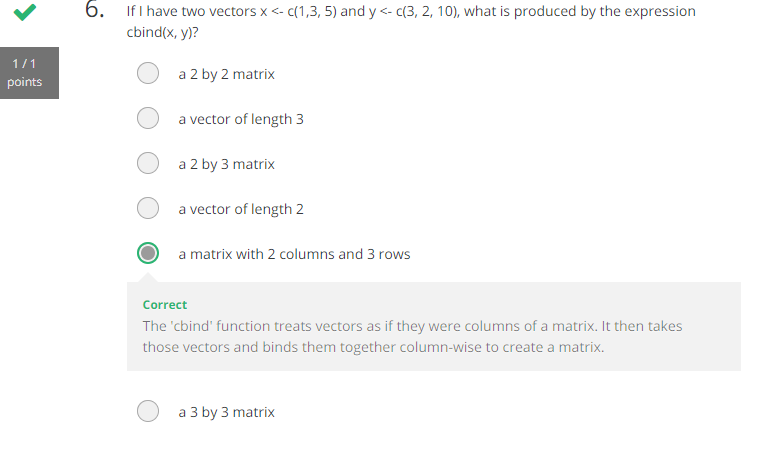 6. If I have two vectors x <- c(1,3, 5) and y <- c(3, 2, 10), what is produced by the expression
cbind(x, y)?
1 / 1
points
a 2 by 2 matrix
a vector of length 3
a 2 by 3 matrix
a vector of length 2
a matrix with 2 columns and 3 rows
Correct
The 'cbind' function treats vectors as if they were columns of a matrix. It then takes
those vectors and binds them together column-wise to create a matrix.
a 3 by 3 matrix